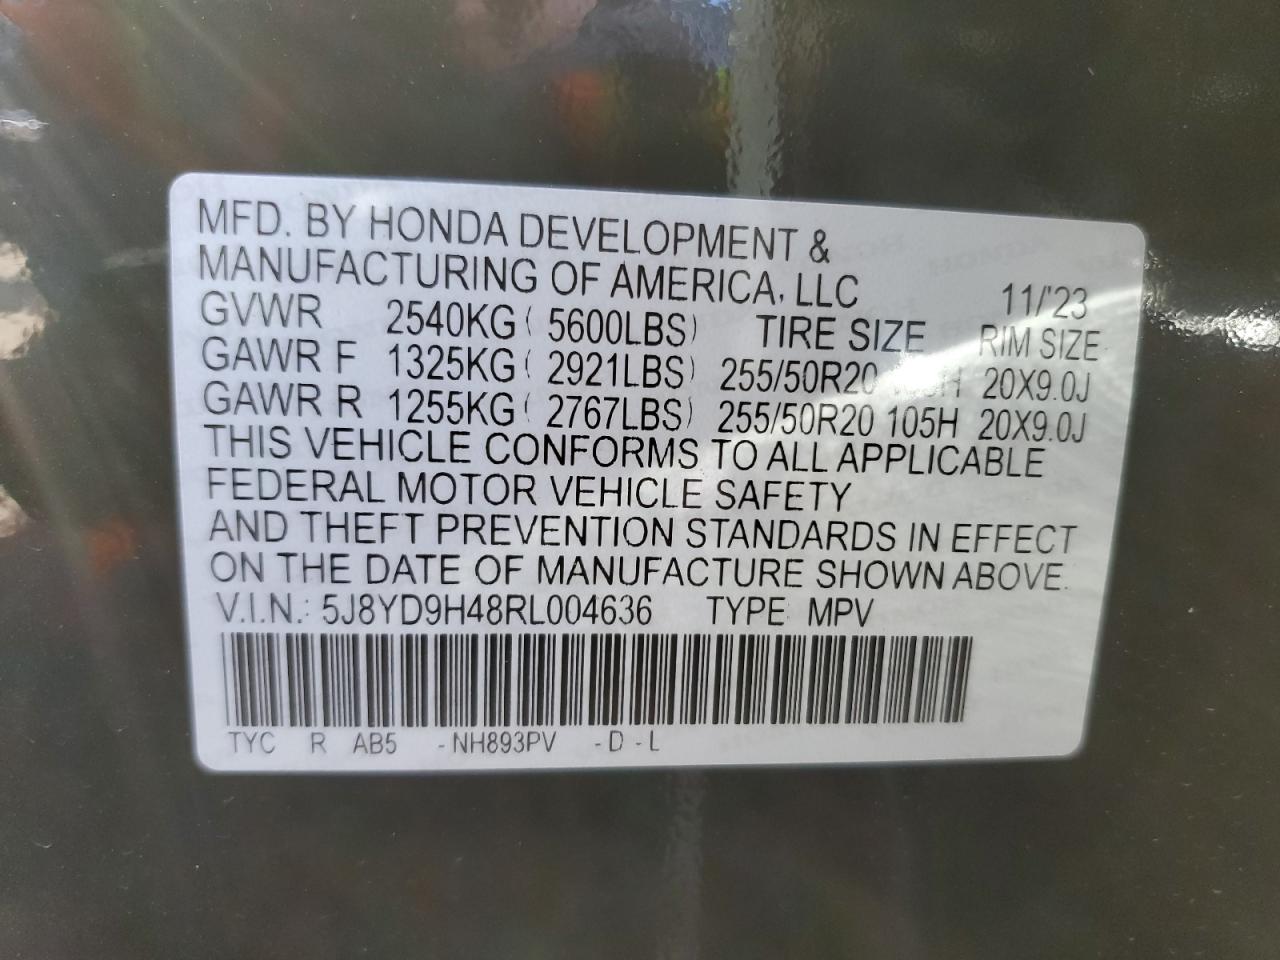 MFD. BY HONDA DEVELOPMENT &
MANUFACTURING OF AMERICA, LLC 11/'23
GVWR 2540KG ( 5600LBS) TIRE SIZE RIM SIZE
GAWR F 1325KG ( 2921LBS) 255/50R20 20X9.0J
GAWR R 1255KG ( 2767LBS) 255/50R20 105H 20X9.0J
THIS VEHICLE CONFORMS TO ALL APPLICABLE
FEDERAL MOTOR VEHICLE SAFETY
AND THEFT PREVENTION STANDARDS IN EFFECT
ON THE DATE OF MANUFACTURE SHOWN ABOVE.
V.I.N.: 5J8YD9H48RL004636 TYPE: MPV
TYC R AB5 -NH893PV -D -L